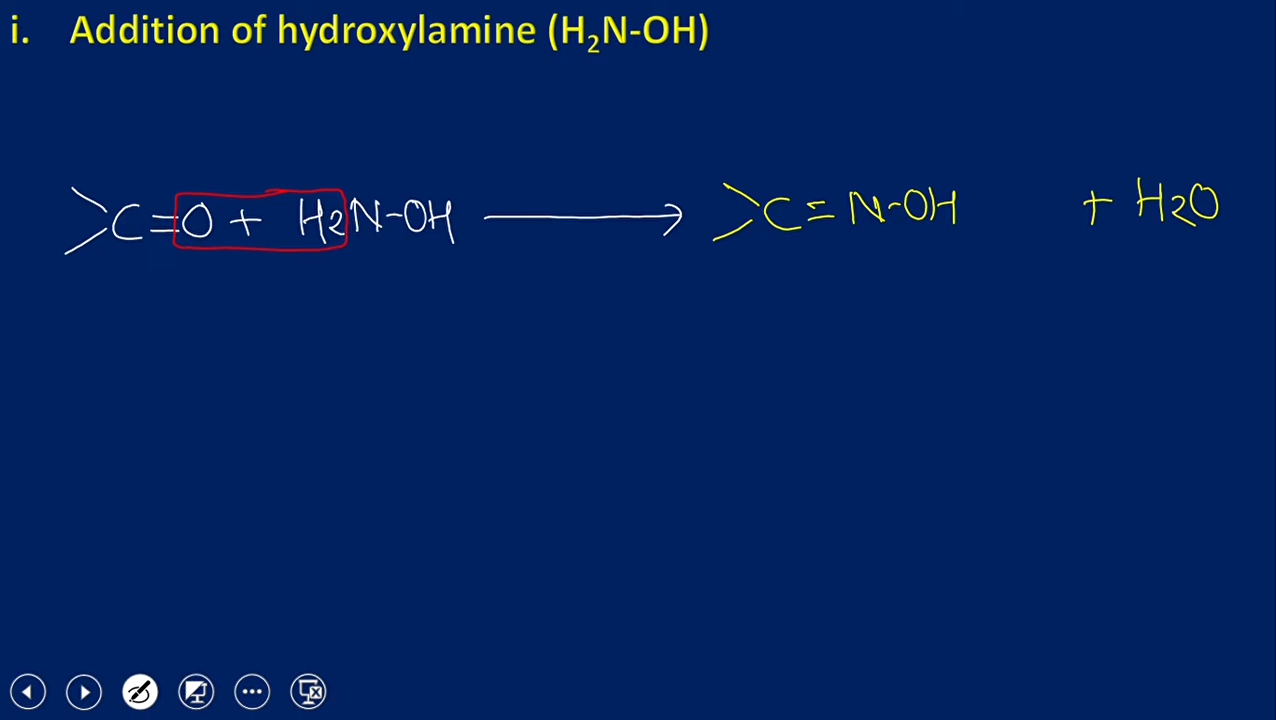 i. Addition of hydroxylamine (H₂N-OH)
>C=O + H2N-OH ⟶ >C=N-OH + H2O